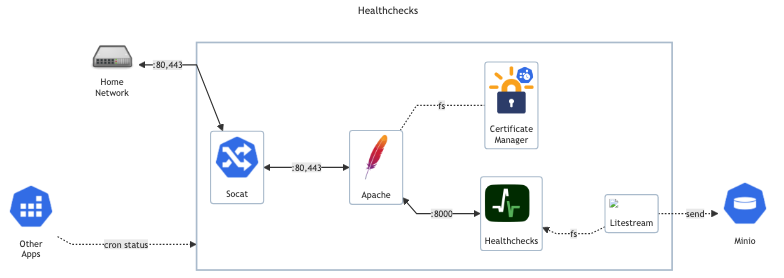 Healthchecks
:80,443
Home
Network
fs
Certificate
Manager
Socat
:80,443
Apache
:8000
Healthchecks
Litestream
send
Minio
fs
Other
Apps
cron status